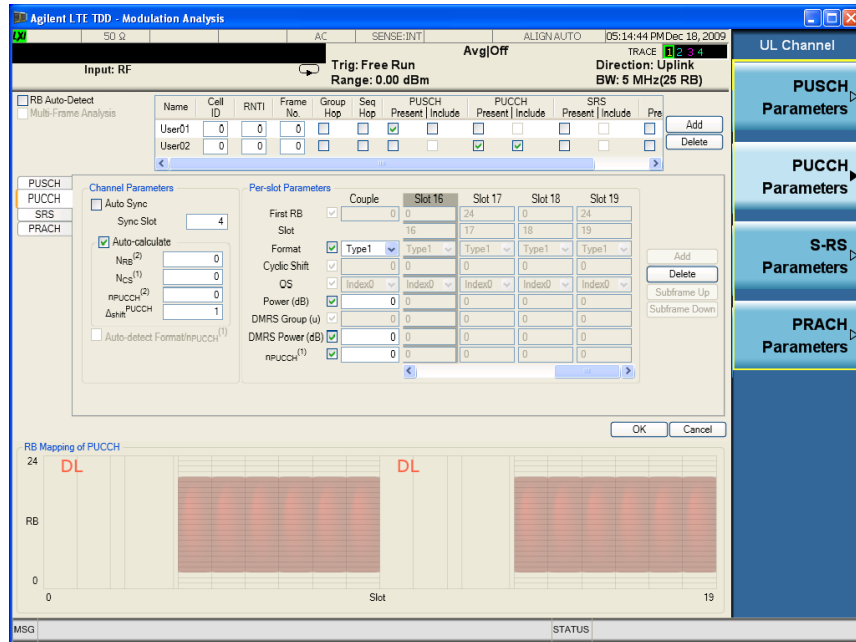 Agilent LTE TDD - Modulation Analysis
LXI 50 Ω AC SENSE:INT ALIGN AUTO 05:14:44 PM Dec 18, 2009
Avg|Off TRACE 1 2 3 4
Input: RF Trig: Free Run Direction: Uplink
Range: 0.00 dBm BW: 5 MHz(25 RB)
UL Channel
PUSCH
Parameters
PUCCH
Parameters
S-RS
Parameters
PRACH
Parameters
RB Auto-Detect
Multi-Frame Analysis
Name Cell ID RNTI Frame No. Group Hop Seq Hop PUSCH Present | Include PUCCH Present | Include SRS Present | Include Pre
User01 0 0 0
User02 0 0 0
Add
Delete
PUSCH
PUCCH
SRS
PRACH
Channel Parameters
Auto Sync
Sync Slot 4
Auto-calculate
NRB(2) 0
NCS(1) 0
nPUCCH(2) 0
ΔshiftPUCCH 1
Auto-detect Format/nPUCCH(1)
Per-slot Parameters
Couple Slot 16 Slot 17 Slot 18 Slot 19
First RB 0 0 24 0 24
Slot 16 17 18 19
Format Type1 Type1 Type1 Type1 Type1
Cyclic Shift 0 0 0 0 0
OS Index0 Index0 Index0 Index0 Index0
Power (dB) 0 0 0 0 0
DMRS Group (u) 0 0 0 0 0
DMRS Power (dB) 0 0 0 0 0
nPUCCH(1) 0 0 0 0 0
Add
Delete
Subframe Up
Subframe Down
OK Cancel
RB Mapping of PUCCH
24 DL DL
RB
0
0 Slot 19
MSG STATUS